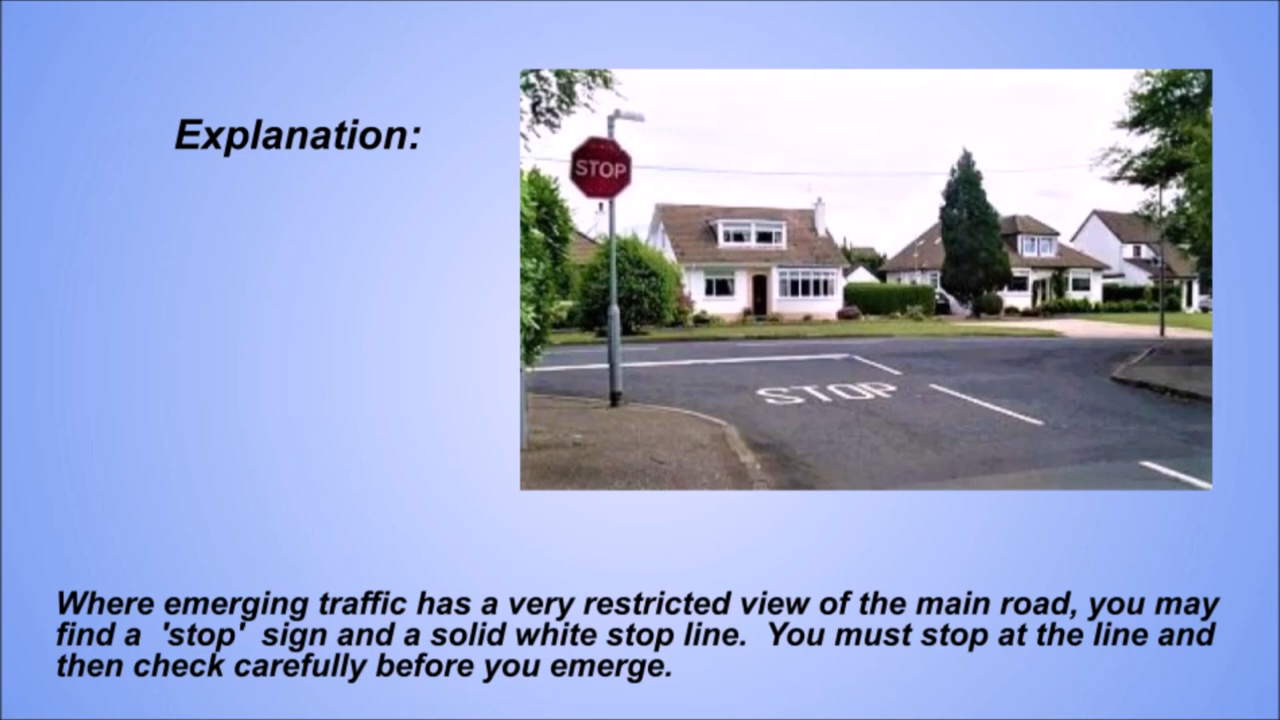 Explanation:
STOP
STOP
Where emerging traffic has a very restricted view of the main road, you may
find a 'stop' sign and a solid white stop line. You must stop at the line and
then check carefully before you emerge.